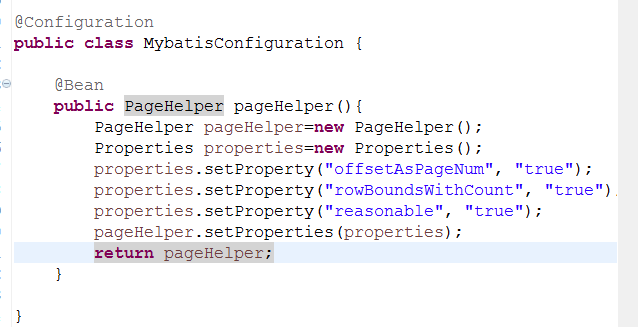 @Configuration
public class MybatisConfiguration {
@Bean
public PageHelper pageHelper(){
PageHelper pageHelper=new PageHelper();
Properties properties=new Properties();
properties.setProperty("offsetAsPageNum", "true");
properties.setProperty("rowBoundsWithCount", "true")
properties.setProperty("reasonable", "true");
pageHelper.setProperties(properties);
return pageHelper;
}
}